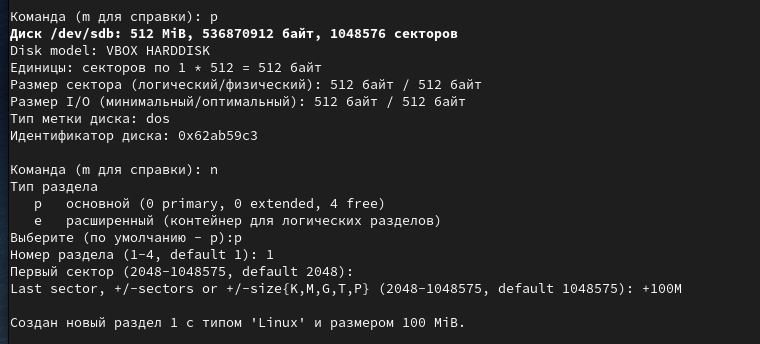 Команда (m для справки): p
Диск /dev/sdb: 512 MiB, 536870912 байт, 1048576 секторов
Disk model: VBOX HARDDISK
Единицы: секторов по 1 * 512 = 512 байт
Размер сектора (логический/физический): 512 байт / 512 байт
Размер I/O (минимальный/оптимальный): 512 байт / 512 байт
Тип метки диска: dos
Идентификатор диска: 0x62ab59c3
Команда (m для справки): n
Тип раздела
p основной (0 primary, 0 extended, 4 free)
e расширенный (контейнер для логических разделов)
Выберите (по умолчанию - p):p
Номер раздела (1-4, default 1): 1
Первый сектор (2048-1048575, default 2048):
Last sector, +/-sectors or +/-size{K,M,G,T,P} (2048-1048575, default 1048575): +100M
Создан новый раздел 1 с типом 'Linux' и размером 100 MiB.